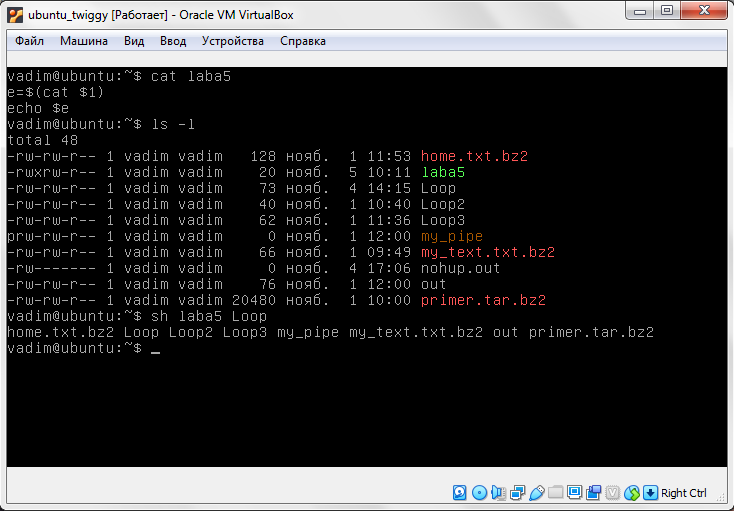 ubuntu_twiggy [Работает] - Oracle VM VirtualBox
Файл Машина Вид Ввод Устройства Справка
vadim@ubuntu:~$ cat laba5
e=$(cat $1)
echo $e
vadim@ubuntu:~$ ls -l
total 48
-rw-rw-r-- 1 vadim vadim 128 нояб. 1 11:53 home.txt.bz2
-rwxrw-r-- 1 vadim vadim 20 нояб. 5 10:11 laba5
-rw-rw-r-- 1 vadim vadim 73 нояб. 4 14:15 Loop
-rw-rw-r-- 1 vadim vadim 40 нояб. 1 10:40 Loop2
-rw-rw-r-- 1 vadim vadim 62 нояб. 1 11:36 Loop3
prw-rw-r-- 1 vadim vadim 0 нояб. 1 12:00 my_pipe
-rw-rw-r-- 1 vadim vadim 66 нояб. 1 09:49 my_text.txt.bz2
-rw------- 1 vadim vadim 0 нояб. 4 17:06 nohup.out
-rw-rw-r-- 1 vadim vadim 76 нояб. 1 12:00 out
-rw-rw-r-- 1 vadim vadim 20480 нояб. 1 10:00 primer.tar.bz2
vadim@ubuntu:~$ sh laba5 Loop
home.txt.bz2 Loop Loop2 Loop3 my_pipe my_text.txt.bz2 out primer.tar.bz2
vadim@ubuntu:~$ _
Right Ctrl